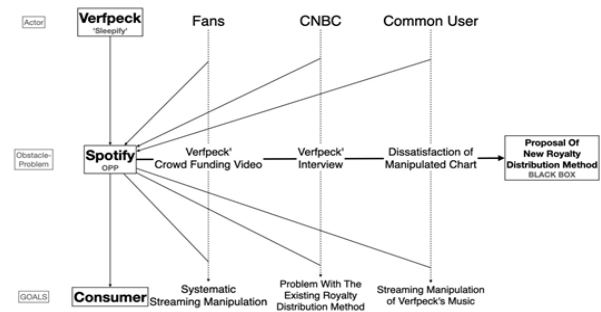 Actor
Verfpeck
'Sleepify'
Fans
CNBC
Common User
Obstacle-
Problem
Spotify
OPP
Verfpeck'
Crowd Funding Video
Verfpeck'
Interview
Dissatisfaction of
Manipulated Chart
Proposal Of
New Royalty
Distribution Method
BLACK BOX
GOALS
Consumer
Systematic
Streaming Manipulation
Problem With The
Existing Royalty
Distribution Method
Streaming Manipulation
of Verfpeck's Music